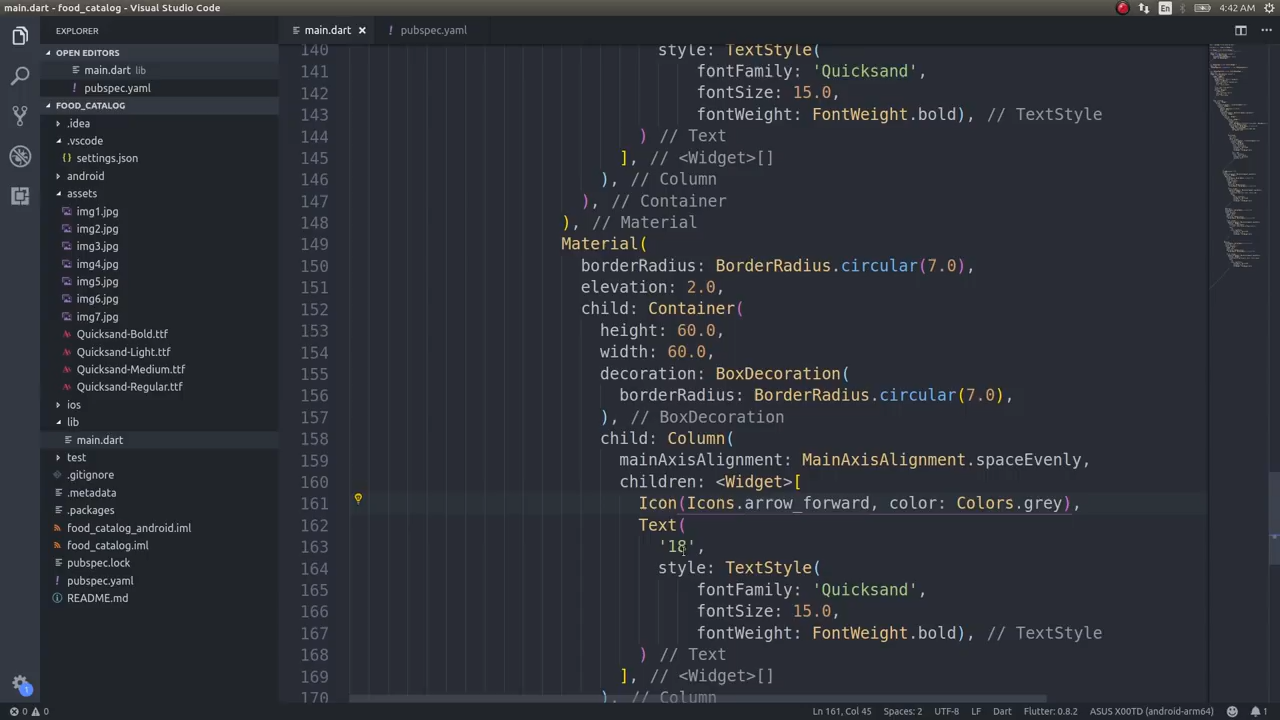 main.dart - food_catalog - Visual Studio Code
En
4:42 AM
EXPLORER
main.dart
pubspec.yaml
OPEN EDITORS
main.dart lib
pubspec.yaml
FOOD_CATALOG
.idea
.vscode
settings.json
android
assets
img1.jpg
img2.jpg
img3.jpg
img4.jpg
img5.jpg
img6.jpg
img7.jpg
Quicksand-Bold.ttf
Quicksand-Light.ttf
Quicksand-Medium.ttf
Quicksand-Regular.ttf
ios
lib
main.dart
test
.gitignore
.metadata
.packages
food_catalog_android.iml
food_catalog.iml
pubspec.lock
pubspec.yaml
README.md
140 style: TextStyle(
141 fontFamily: 'Quicksand',
142 fontSize: 15.0,
143 fontWeight: FontWeight.bold), // TextStyle
144 ) // Text
145 ], // <Widget>[]
146 ), // Column
147 ), // Container
148 ), // Material
149 Material(
150 borderRadius: BorderRadius.circular(7.0),
151 elevation: 2.0,
152 child: Container(
153 height: 60.0,
154 width: 60.0,
155 decoration: BoxDecoration(
156 borderRadius: BorderRadius.circular(7.0),
157 ), // BoxDecoration
158 child: Column(
159 mainAxisAlignment: MainAxisAlignment.spaceEvenly,
160 children: <Widget>[
161 Icon(Icons.arrow_forward, color: Colors.grey),
162 Text(
163 '18',
164 style: TextStyle(
165 fontFamily: 'Quicksand',
166 fontSize: 15.0,
167 fontWeight: FontWeight.bold), // TextStyle
168 ) // Text
169 ], // <Widget>[]
170 ), // Column
1
0 0
Ln 161, Col 45
Spaces: 2
UTF-8
LF
Dart
Flutter: 0.8.2
ASUS X00TD (android-arm64)
1